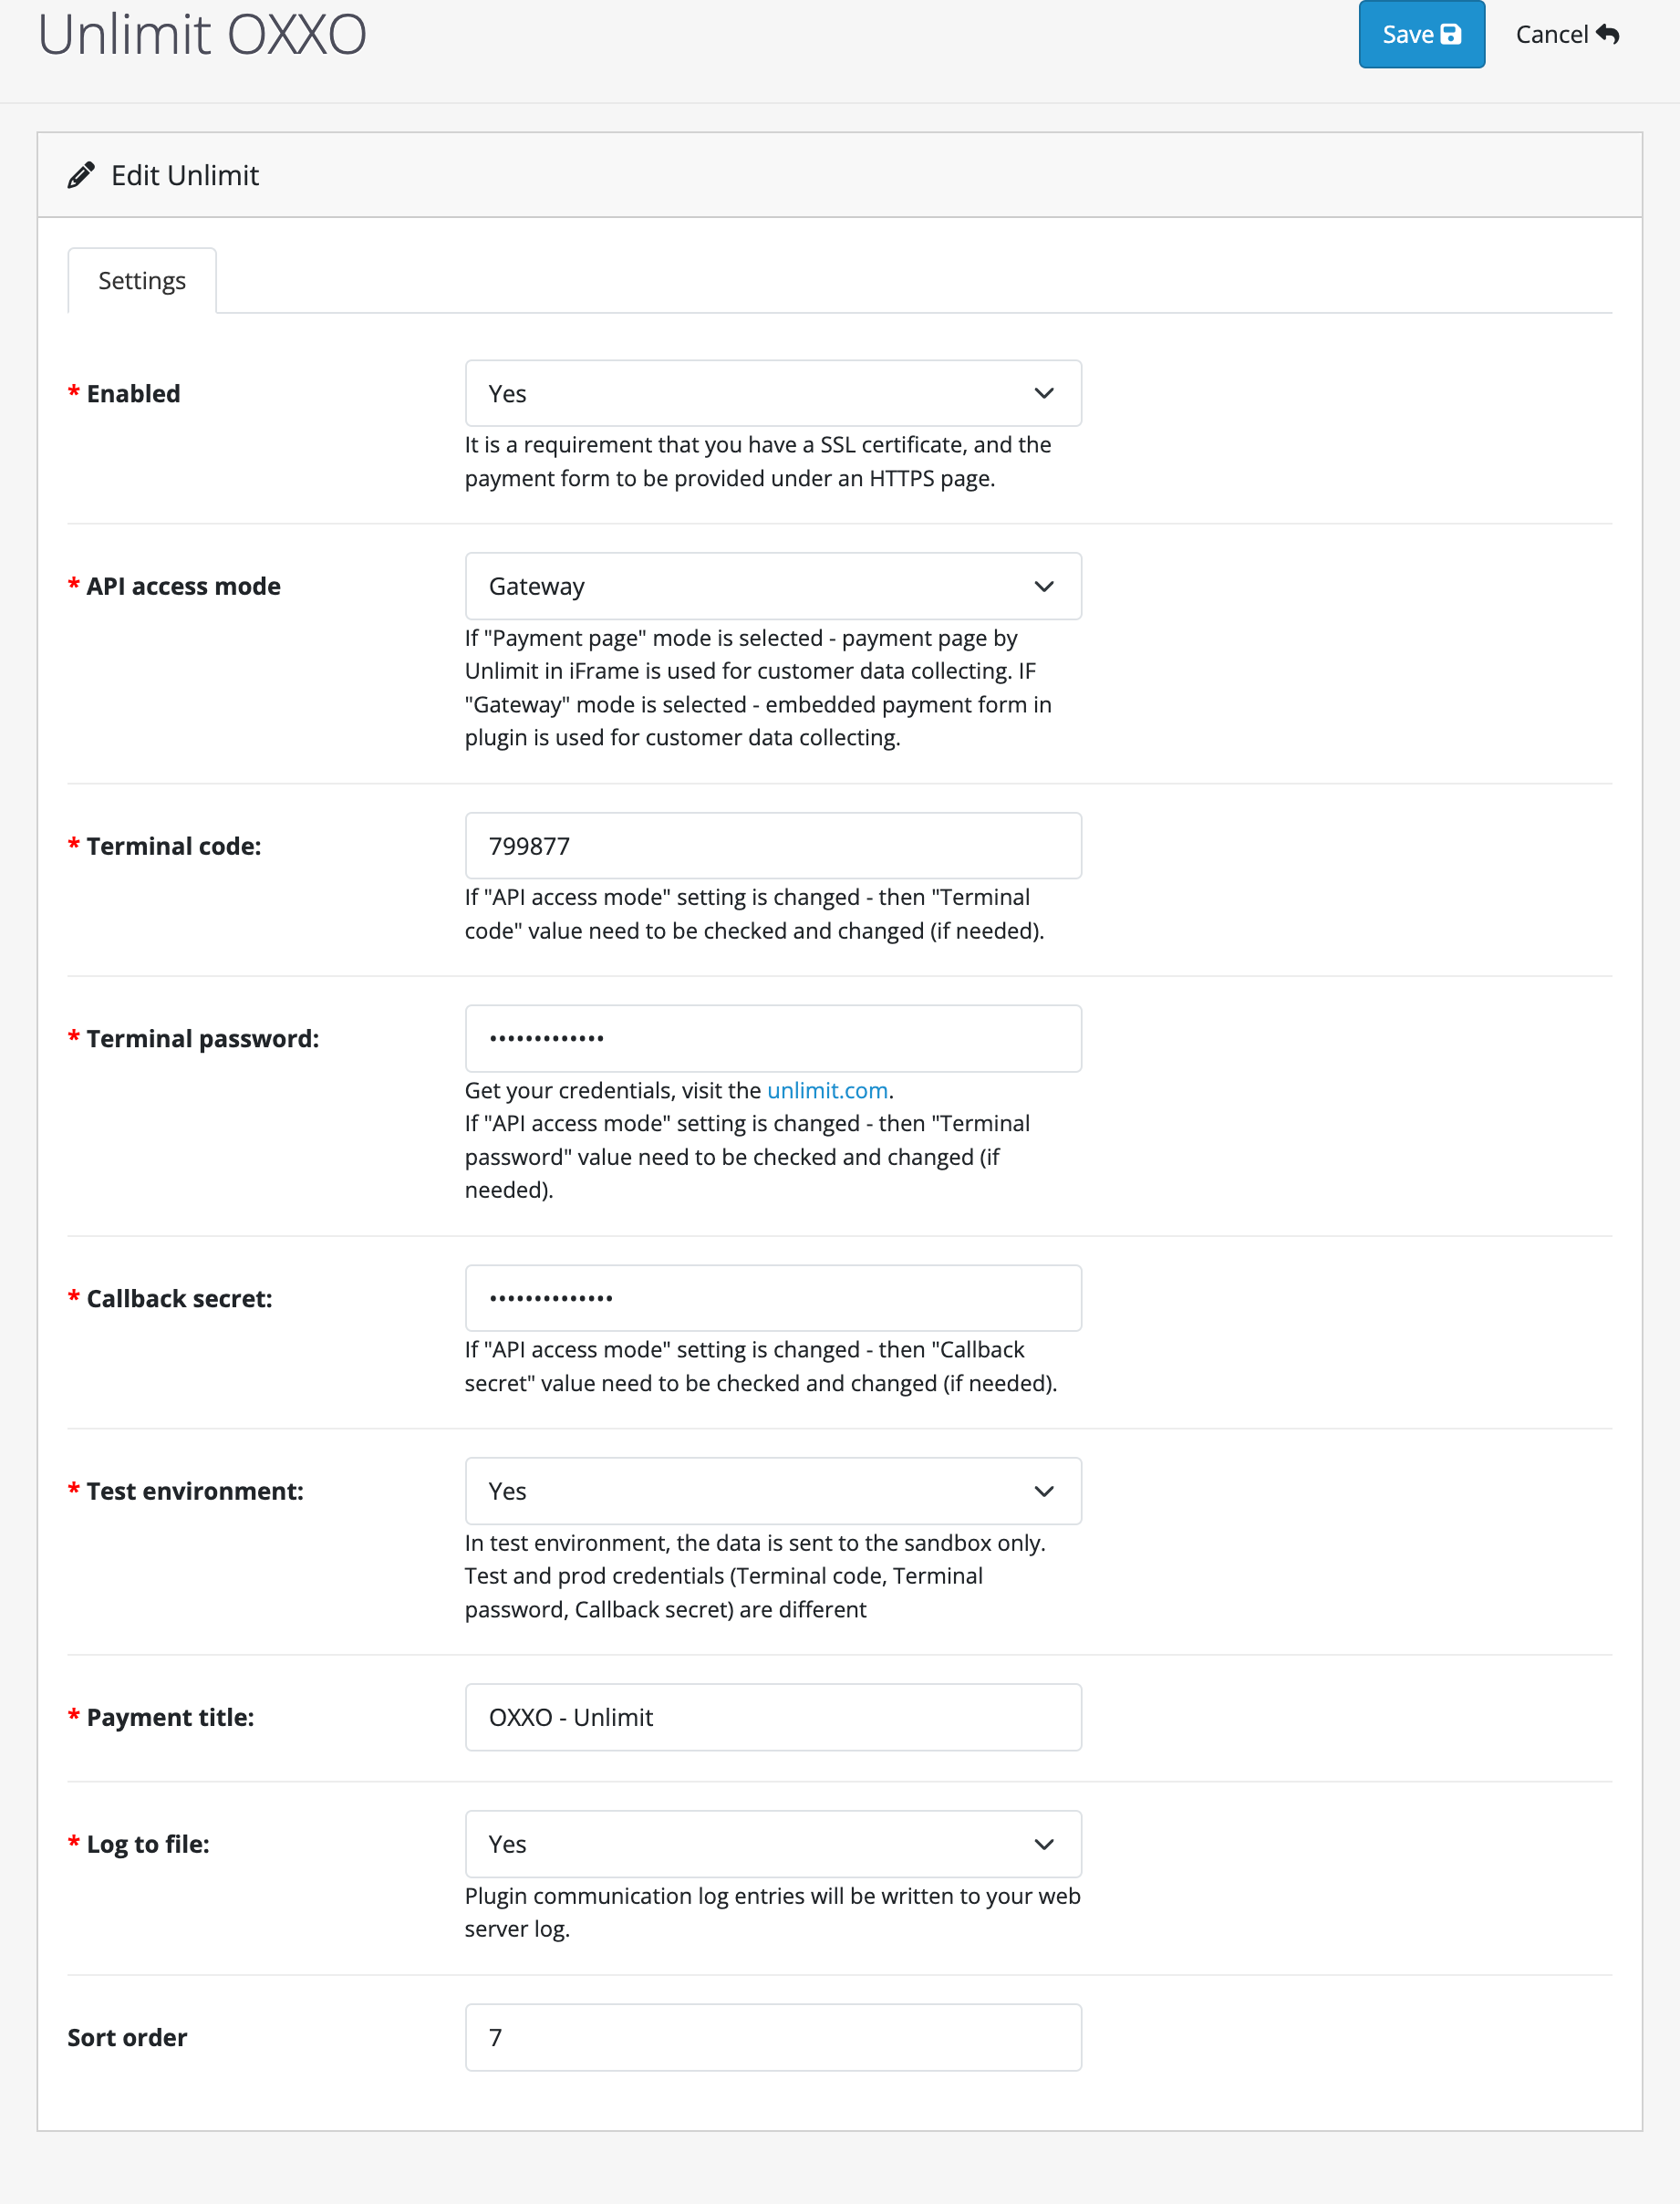 Unlimit OXXO
Save
Cancel
Edit Unlimit
Settings
* Enabled
Yes
It is a requirement that you have a SSL certificate, and the
payment form to be provided under an HTTPS page.
* API access mode
Gateway
If "Payment page" mode is selected - payment page by
Unlimit in iFrame is used for customer data collecting. IF
"Gateway" mode is selected - embedded payment form in
plugin is used for customer data collecting.
* Terminal code:
799877
If "API access mode" setting is changed - then "Terminal
code" value need to be checked and changed (if needed).
* Terminal password:
•••••••••••••
Get your credentials, visit the unlimit.com.
If "API access mode" setting is changed - then "Terminal
password" value need to be checked and changed (if
needed).
* Callback secret:
••••••••••••••
If "API access mode" setting is changed - then "Callback
secret" value need to be checked and changed (if needed).
* Test environment:
Yes
In test environment, the data is sent to the sandbox only.
Test and prod credentials (Terminal code, Terminal
password, Callback secret) are different
* Payment title:
OXXO - Unlimit
* Log to file:
Yes
Plugin communication log entries will be written to your web
server log.
Sort order
7